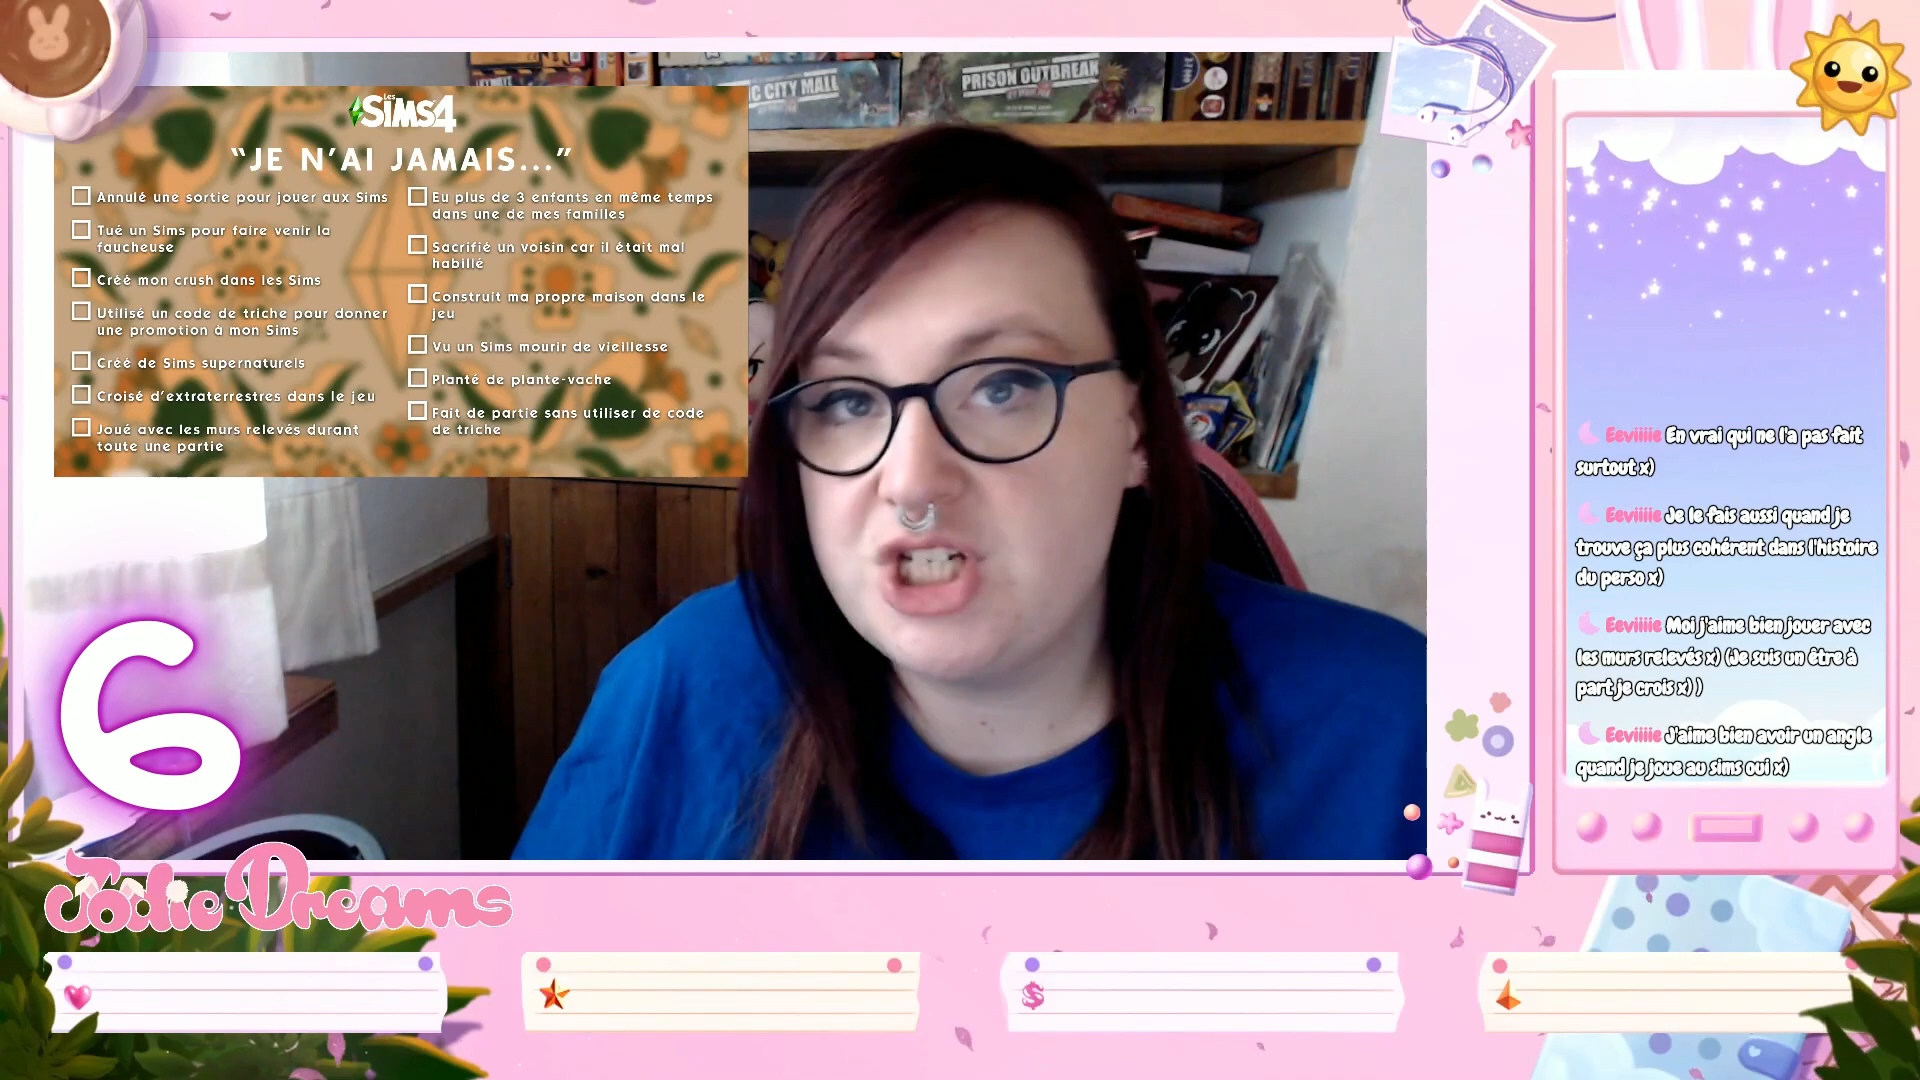 CITY MALL
PRISON OUTBREAK
Les
SIMS4
“JE N’AI JAMAIS...”
Annulé une sortie pour jouer aux Sims
Tué un Sims pour faire venir la
faucheuse
Créé mon crush dans les Sims
Utilisé un code de triche pour donner
une promotion à mon Sims
Créé de Sims supernaturels
Croisé d’extraterrestres dans le jeu
Joué avec les murs relevés durant
toute une partie
Eu plus de 3 enfants en même temps
dans une de mes familles
Sacrifié un voisin car il était mal
habillé
Construit ma propre maison dans le
jeu
Vu un Sims mourir de vieillesse
Planté de plante-vache
Fait de partie sans utiliser de code
de triche
Eeviiiie En vrai qui ne l'a pas fait
surtout x)
Eeviiiie Je le fais aussi quand je
trouve ça plus cohérent dans l'histoire
du perso x)
Eeviiiie Moi j'aime bien jouer avec
les murs relevés x) (Je suis un être à
part je crois x) )
Eeviiiie J'aime bien avoir un angle
quand je joue au sims oui x)
6
Jodie Dreams